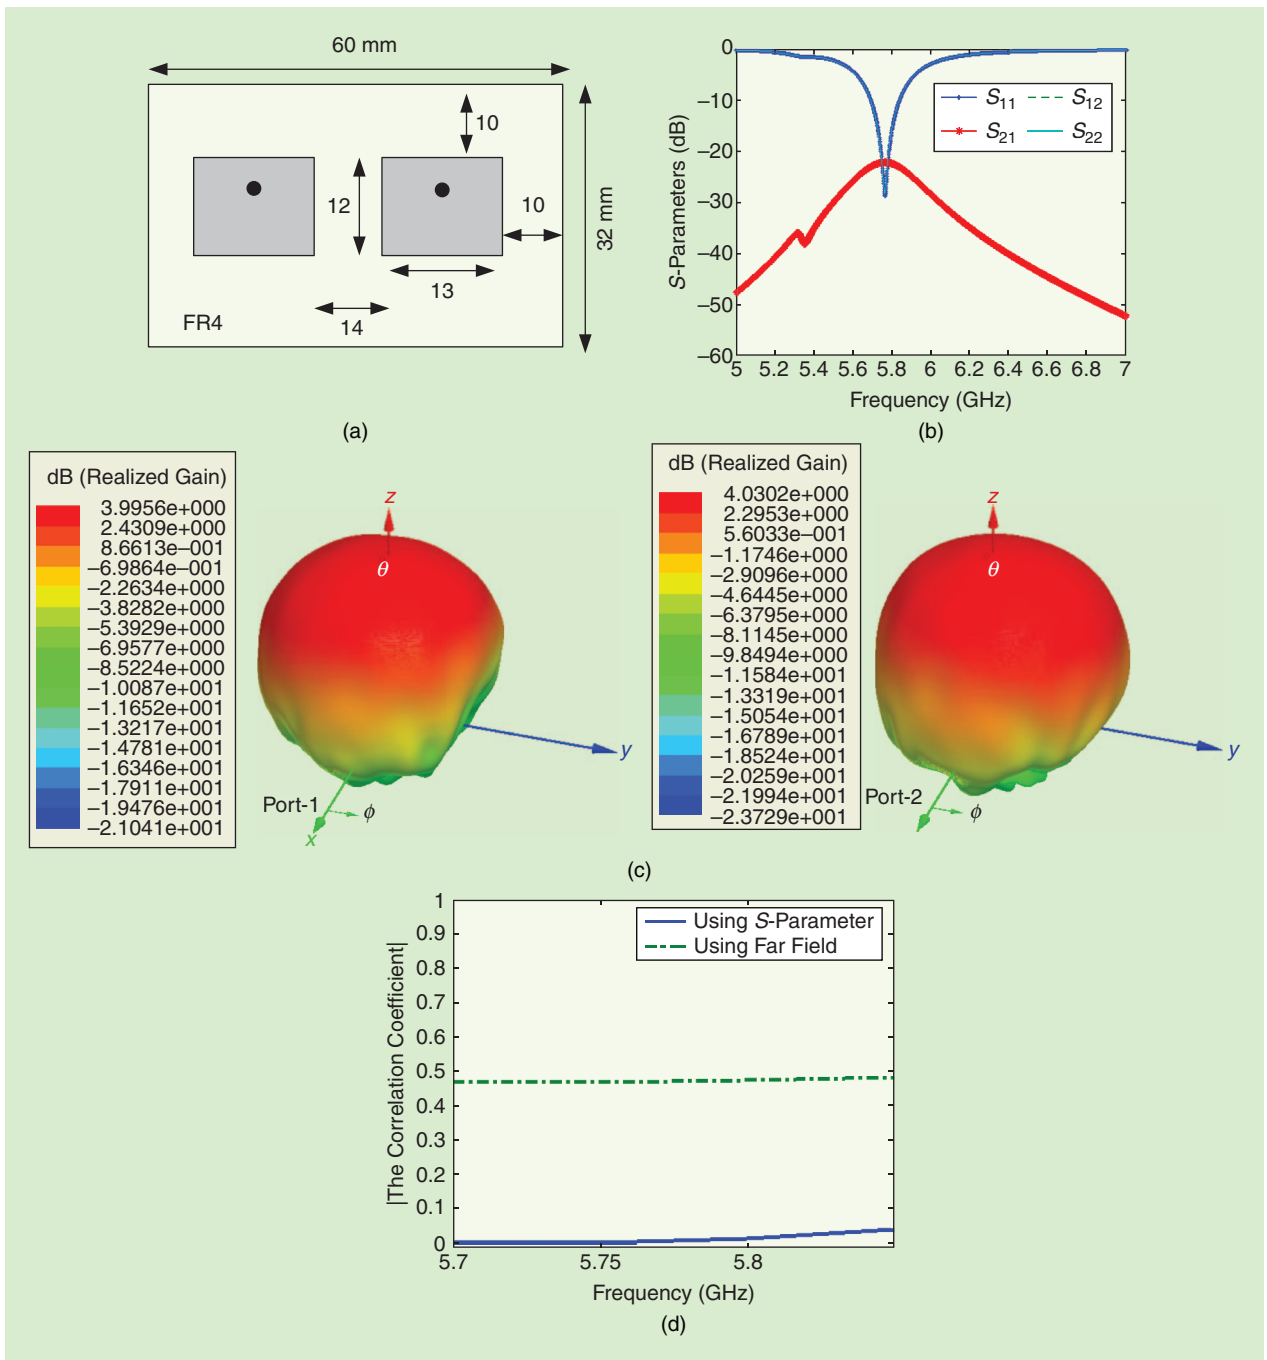 60 mm
10
12
10
32 mm
13
14
FR4
(a)
0
–10
–20
–30
–40
–50
–60
S-Parameters (dB)
S11
S12
S21
S22
5 5.2 5.4 5.6 5.8 6 6.2 6.4 6.6 6.8 7
Frequency (GHz)
(b)
dB (Realized Gain)
3.9956e+000
2.4309e+000
8.6613e–001
–6.9864e–001
–2.2634e+000
–3.8282e+000
–5.3929e+000
–6.9577e+000
–8.5224e+000
–1.0087e+001
–1.1652e+001
–1.3217e+001
–1.4781e+001
–1.6346e+001
–1.7911e+001
–1.9476e+001
–2.1041e+001
z
θ
y
Port-1
ϕ
x
dB (Realized Gain)
4.0302e+000
2.2953e+000
5.6033e–001
–1.1746e+000
–2.9096e+000
–4.6445e+000
–6.3795e+000
–8.1145e+000
–9.8494e+000
–1.1584e+001
–1.3319e+001
–1.5054e+001
–1.6789e+001
–1.8524e+001
–2.0259e+001
–2.1994e+001
–2.3729e+001
z
θ
y
Port-2
ϕ
(c)
1
0.9
0.8
0.7
0.6
0.5
0.4
0.3
0.2
0.1
0
|The Correlation Coefficient|
Using S-Parameter
Using Far Field
5.7 5.75 5.8
Frequency (GHz)
(d)